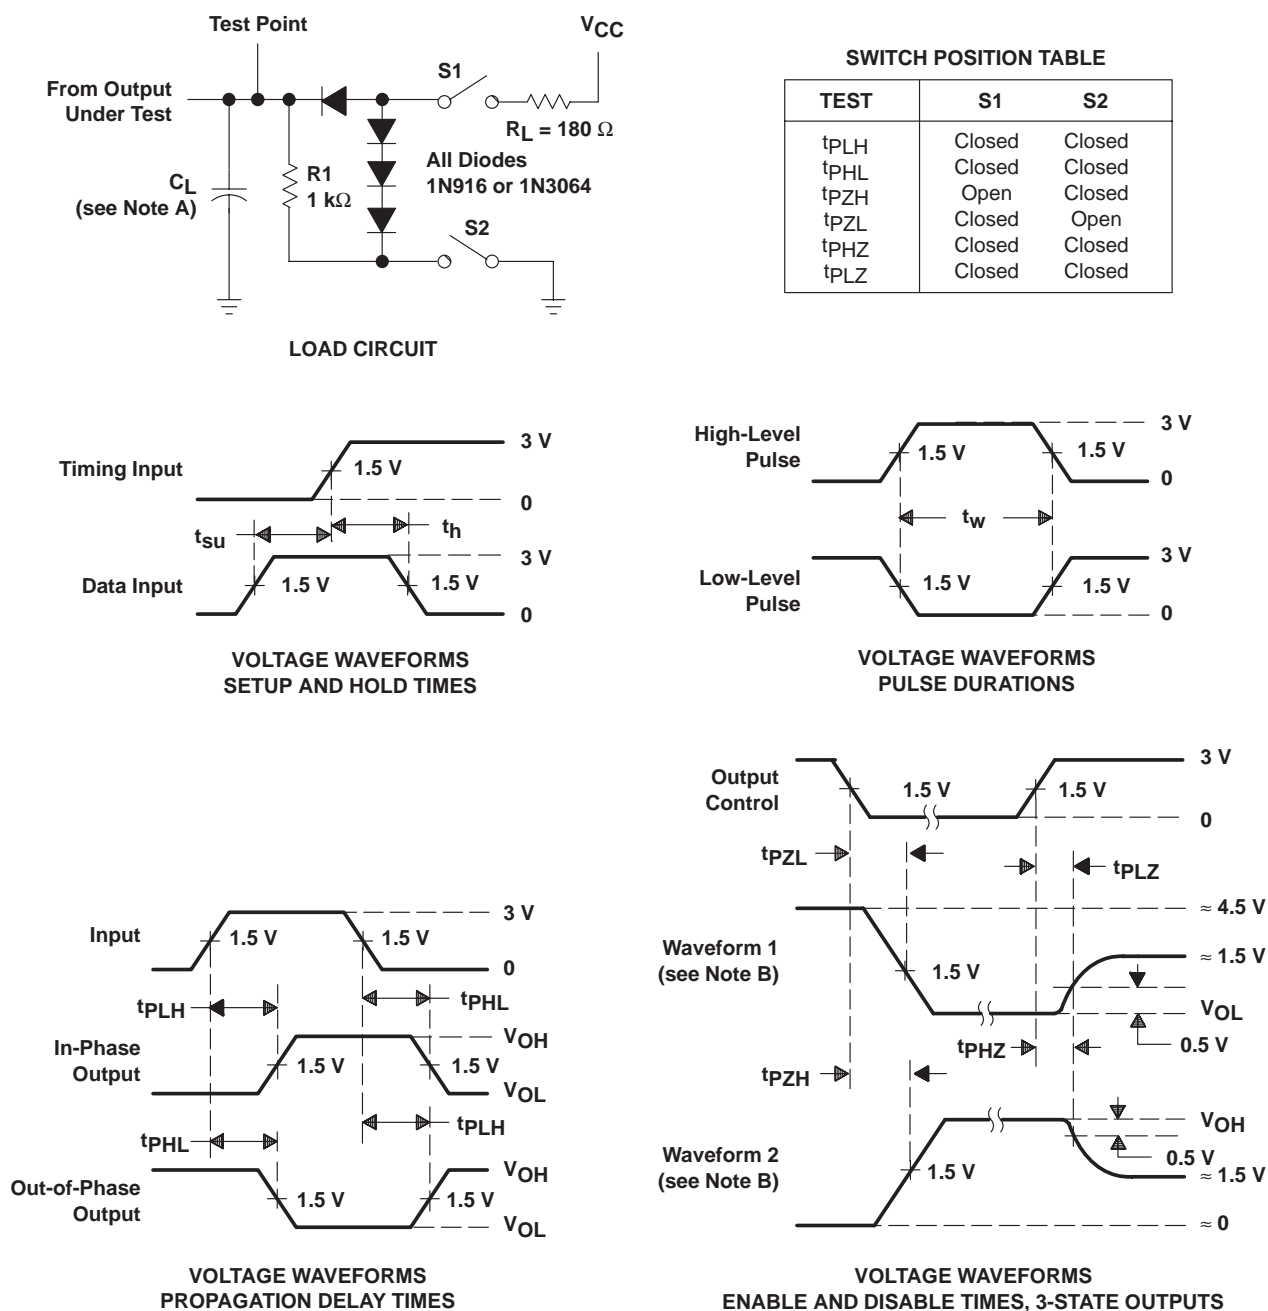 Test Point
VCC
From Output
Under Test
S1
RL = 180 Ω
CL
(see Note A)
R1
1 kΩ
All Diodes
1N916 or 1N3064
S2
LOAD CIRCUIT
SWITCH POSITION TABLE
TEST S1 S2
tPLH Closed Closed
tPHL Closed Closed
tPZH Open Closed
tPZL Closed Open
tPHZ Closed Closed
tPLZ Closed Closed
Timing Input
1.5 V
3 V
0
tsu
th
Data Input
1.5 V
1.5 V
3 V
0
VOLTAGE WAVEFORMS
SETUP AND HOLD TIMES
High-Level
Pulse
1.5 V
1.5 V
3 V
0
tw
Low-Level
Pulse
1.5 V
1.5 V
3 V
0
VOLTAGE WAVEFORMS
PULSE DURATIONS
Input
1.5 V
1.5 V
3 V
0
tPLH
tPHL
In-Phase
Output
1.5 V
1.5 V
VOH
VOL
tPHL
tPLH
Out-of-Phase
Output
1.5 V
1.5 V
VOH
VOL
VOLTAGE WAVEFORMS
PROPAGATION DELAY TIMES
Output
Control
1.5 V
1.5 V
3 V
0
tPZL
tPLZ
Waveform 1
(see Note B)
1.5 V
≈ 4.5 V
≈ 1.5 V
VOL
0.5 V
tPHZ
tPZH
Waveform 2
(see Note B)
1.5 V
VOH
0.5 V
≈ 1.5 V
≈ 0
VOLTAGE WAVEFORMS
ENABLE AND DISABLE TIMES, 3-STATE OUTPUTS